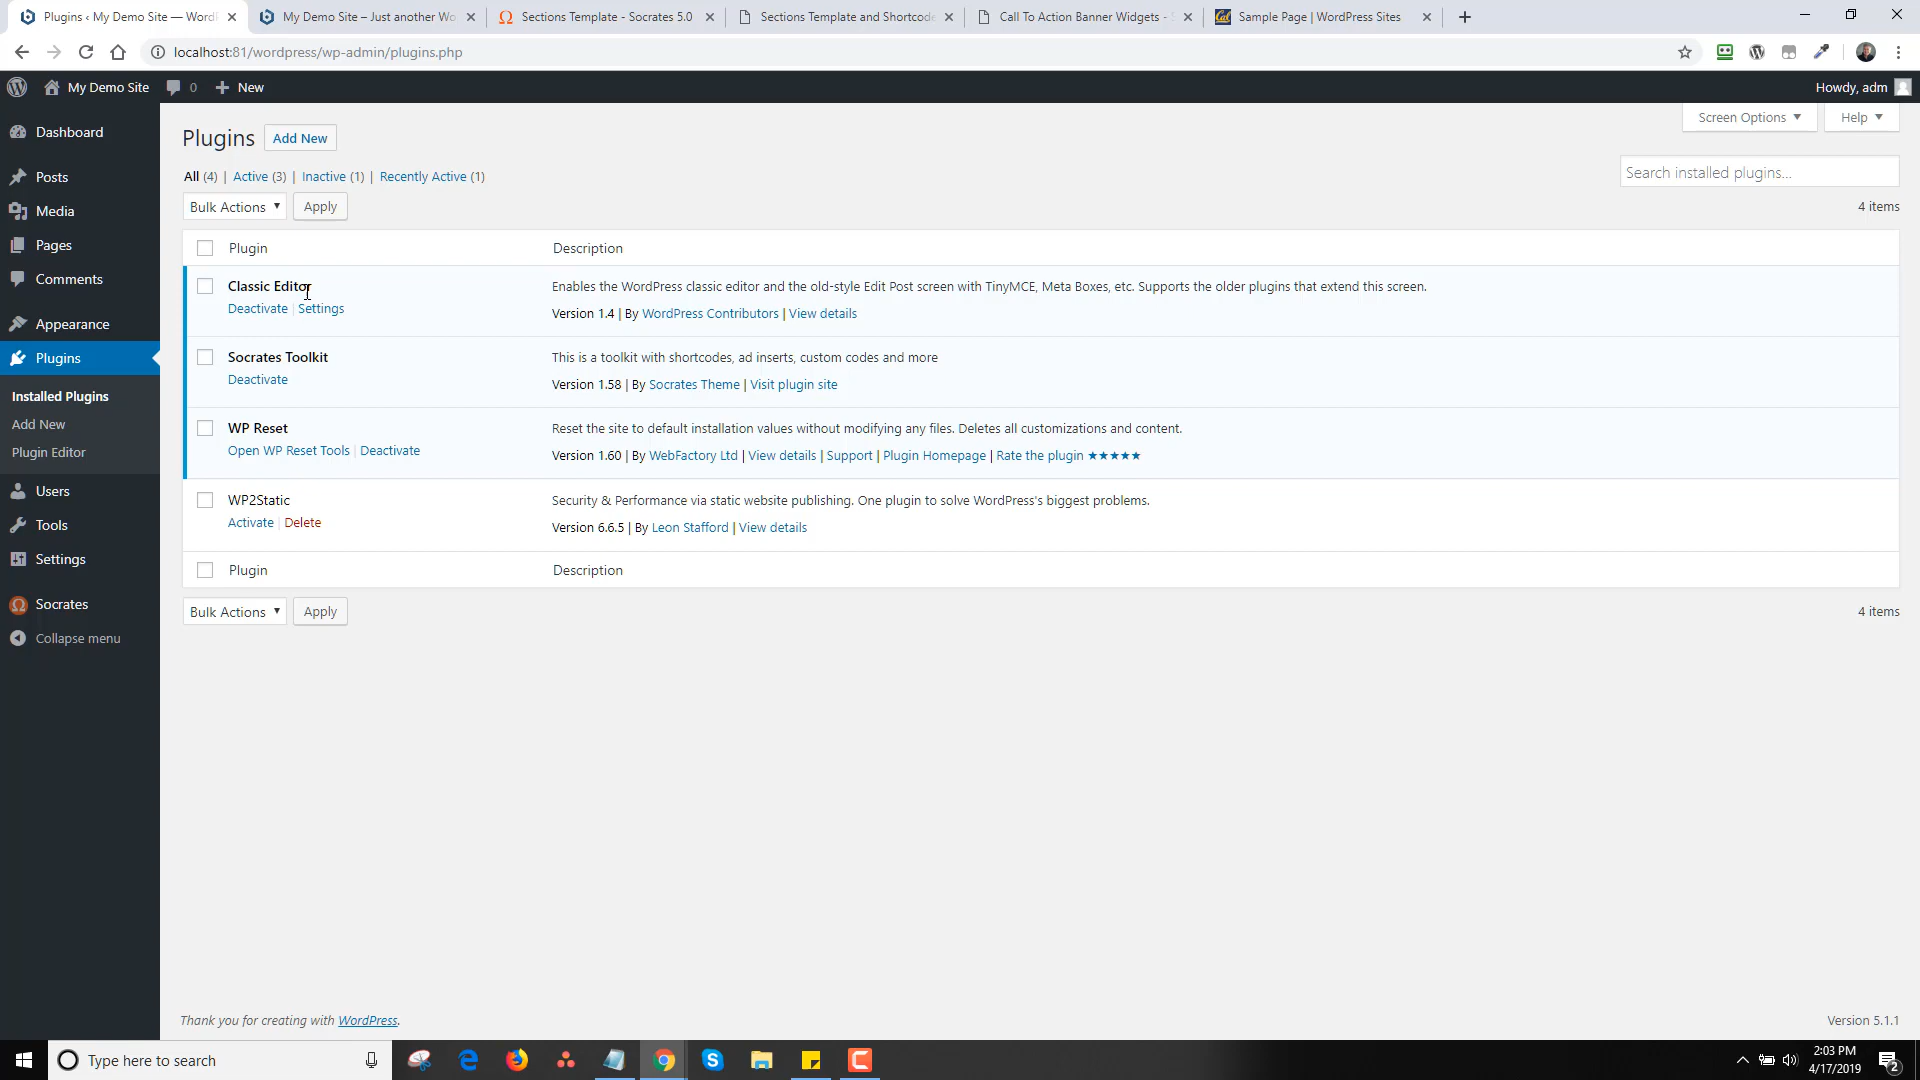 Plugins ‹ My Demo Site — WordP
My Demo Site – Just another Wo
Sections Template - Socrates 5.0
Sections Template and Shortcode
Call To Action Banner Widgets - S
Sample Page | WordPress Sites
localhost:81/wordpress/wp-admin/plugins.php
My Demo Site
0
New
Howdy, adm
Dashboard
Posts
Media
Pages
Comments
Appearance
Plugins
Installed Plugins
Add New
Plugin Editor
Users
Tools
Settings
Socrates
Collapse menu
Screen Options
Help
Plugins Add New
All (4) | Active (3) | Inactive (1) | Recently Active (1)
Search installed plugins...
Bulk Actions Apply
4 items
Plugin Description
Classic Editor
Deactivate | Settings
Enables the WordPress classic editor and the old-style Edit Post screen with TinyMCE, Meta Boxes, etc. Supports the older plugins that extend this screen.
Version 1.4 | By WordPress Contributors | View details
Socrates Toolkit
Deactivate
This is a toolkit with shortcodes, ad inserts, custom codes and more
Version 1.58 | By Socrates Theme | Visit plugin site
WP Reset
Open WP Reset Tools | Deactivate
Reset the site to default installation values without modifying any files. Deletes all customizations and content.
Version 1.60 | By WebFactory Ltd | View details | Support | Plugin Homepage | Rate the plugin ★★★★★
WP2Static
Activate | Delete
Security & Performance via static website publishing. One plugin to solve WordPress's biggest problems.
Version 6.6.5 | By Leon Stafford | View details
Plugin Description
Bulk Actions Apply
4 items
Thank you for creating with WordPress.
Version 5.1.1
Type here to search
2:03 PM
4/17/2019
2